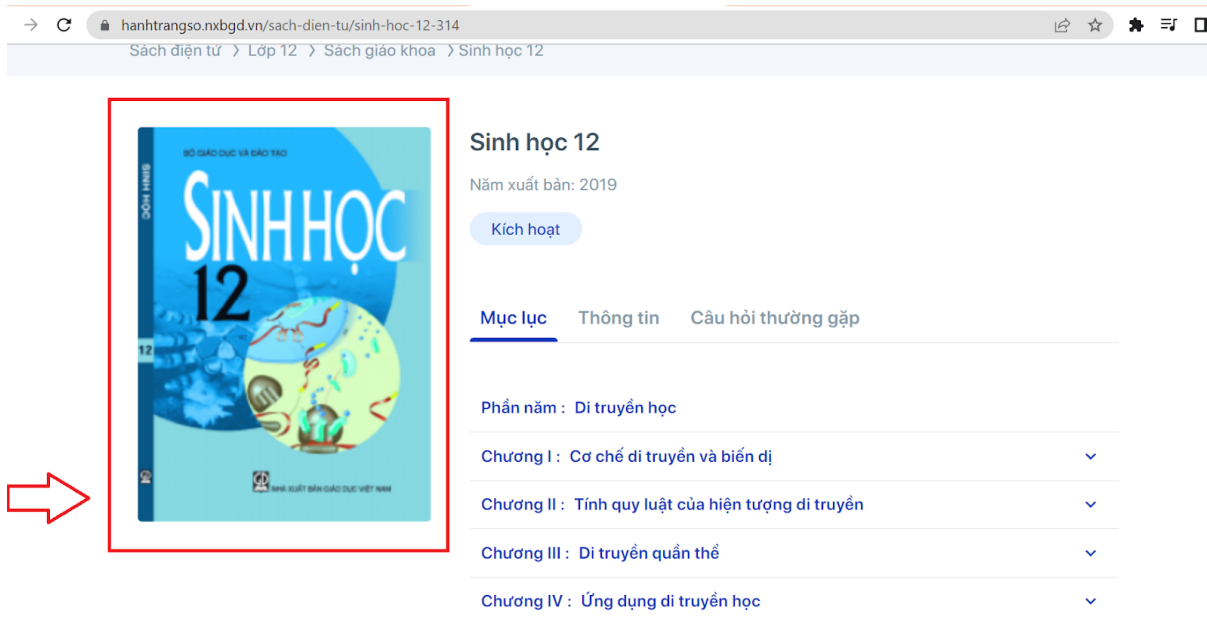 hanhtrangso.nxbgd.vn/sach-dien-tu/sinh-hoc-12-314
Sách điện tử > Lớp 12 > Sách giáo khoa > Sinh học 12
BỘ GIÁO DỤC VÀ ĐÀO TẠO
SINH HỌC
12
SINH HỌC
12
NHÀ XUẤT BẢN GIÁO DỤC VIỆT NAM
Sinh học 12
Năm xuất bản: 2019
Kích hoạt
Mục lục Thông tin Câu hỏi thường gặp
Phần năm : Di truyền học
Chương I : Cơ chế di truyền và biến dị
Chương II : Tính quy luật của hiện tượng di truyền
Chương III : Di truyền quần thể
Chương IV : Ứng dụng di truyền học